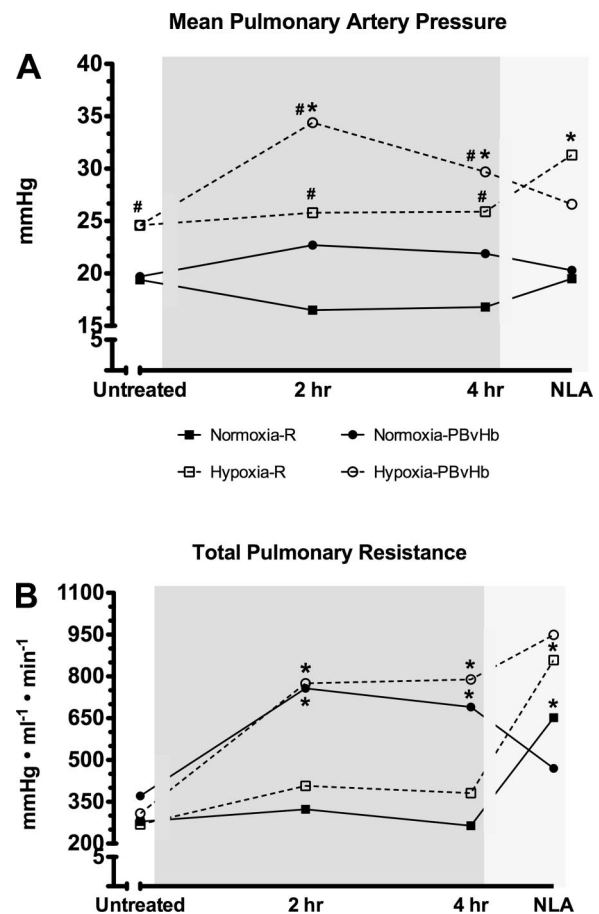 Mean Pulmonary Artery Pressure
A
40
35
# *
# *
*
30
mmHg
#
#
#
25
20
15
5
Untreated 2 hr 4 hr NLA
Normoxia-R Normoxia-PBvHb
Hypoxia-R Hypoxia-PBvHb
Total Pulmonary Resistance
B
1100
950
*
*
*
800
*
*
*
mmHg • ml⁻¹ • min⁻¹
650
500
350
200
5
Untreated 2 hr 4 hr NLA